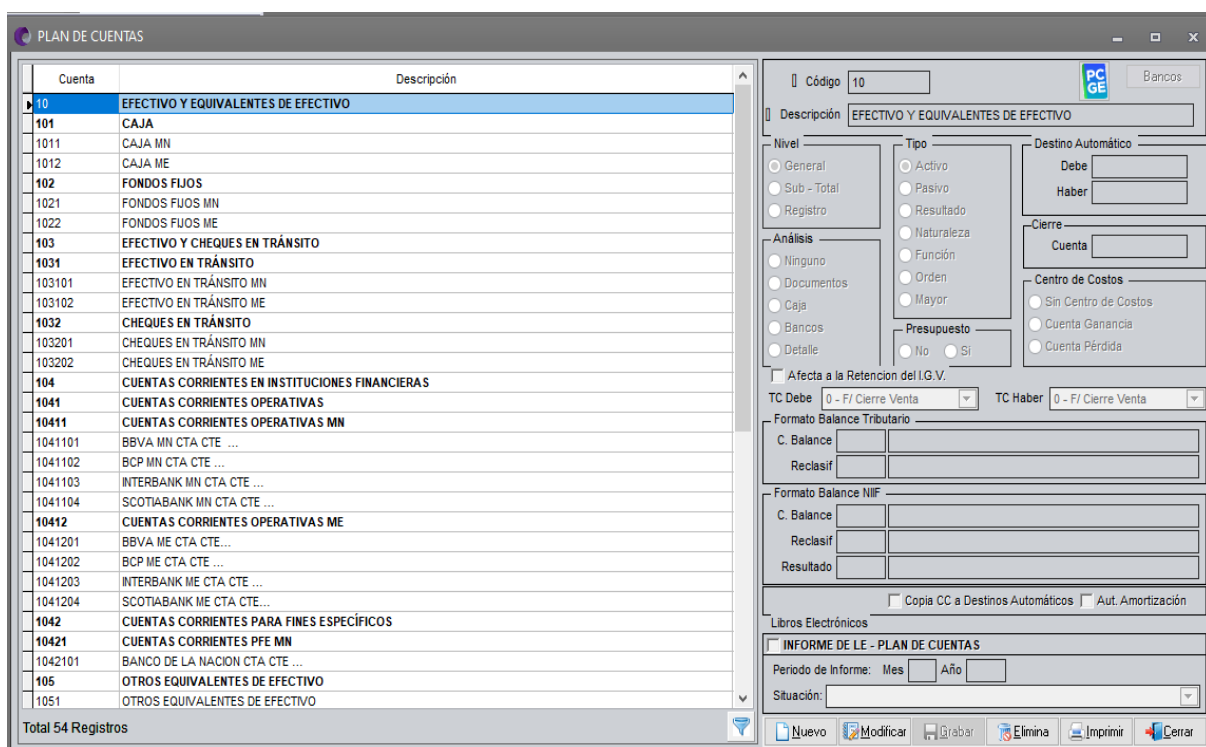 PLAN DE CUENTAS
Cuenta Descripción
10 EFECTIVO Y EQUIVALENTES DE EFECTIVO
101 CAJA
1011 CAJA MN
1012 CAJA ME
102 FONDOS FIJOS
1021 FONDOS FIJOS MN
1022 FONDOS FIJOS ME
103 EFECTIVO Y CHEQUES EN TRÁNSITO
1031 EFECTIVO EN TRÁNSITO
103101 EFECTIVO EN TRÁNSITO MN
103102 EFECTIVO EN TRÁNSITO ME
1032 CHEQUES EN TRÁNSITO
103201 CHEQUES EN TRÁNSITO MN
103202 CHEQUES EN TRÁNSITO ME
104 CUENTAS CORRIENTES EN INSTITUCIONES FINANCIERAS
1041 CUENTAS CORRIENTES OPERATIVAS
10411 CUENTAS CORRIENTES OPERATIVAS MN
1041101 BBVA MN CTA CTE ...
1041102 BCP MN CTA CTE ...
1041103 INTERBANK MN CTA CTE ...
1041104 SCOTIABANK MN CTA CTE ...
10412 CUENTAS CORRIENTES OPERATIVAS ME
1041201 BBVA ME CTA CTE...
1041202 BCP ME CTA CTE ...
1041203 INTERBANK ME CTA CTE ...
1041204 SCOTIABANK ME CTA CTE...
1042 CUENTAS CORRIENTES PARA FINES ESPECÍFICOS
10421 CUENTAS CORRIENTES PFE MN
1042101 BANCO DE LA NACION CTA CTE ...
105 OTROS EQUIVALENTES DE EFECTIVO
1051 OTROS EQUIVALENTES DE EFECTIVO
Total 54 Registros
Código 10
PC GE
Bancos
Descripción EFECTIVO Y EQUIVALENTES DE EFECTIVO
Nivel
General
Sub - Total
Registro
Análisis
Ninguno
Documentos
Caja
Bancos
Detalle
Tipo
Activo
Pasivo
Resultado
Naturaleza
Función
Orden
Mayor
Presupuesto
No Si
Destino Automático
Debe
Haber
Cierre
Cuenta
Centro de Costos
Sin Centro de Costos
Cuenta Ganancia
Cuenta Pérdida
Afecta a la Retencion del I.G.V.
TC Debe 0 - F/ Cierre Venta TC Haber 0 - F/ Cierre Venta
Formato Balance Tributario
C. Balance
Reclasif
Formato Balance NIIF
C. Balance
Reclasif
Resultado
Copia CC a Destinos Automáticos Aut. Amortización
Libros Electrónicos
INFORME DE LE - PLAN DE CUENTAS
Periodo de Informe: Mes Año
Situación:
Nuevo Modificar Grabar Elimina Imprimir Cerrar